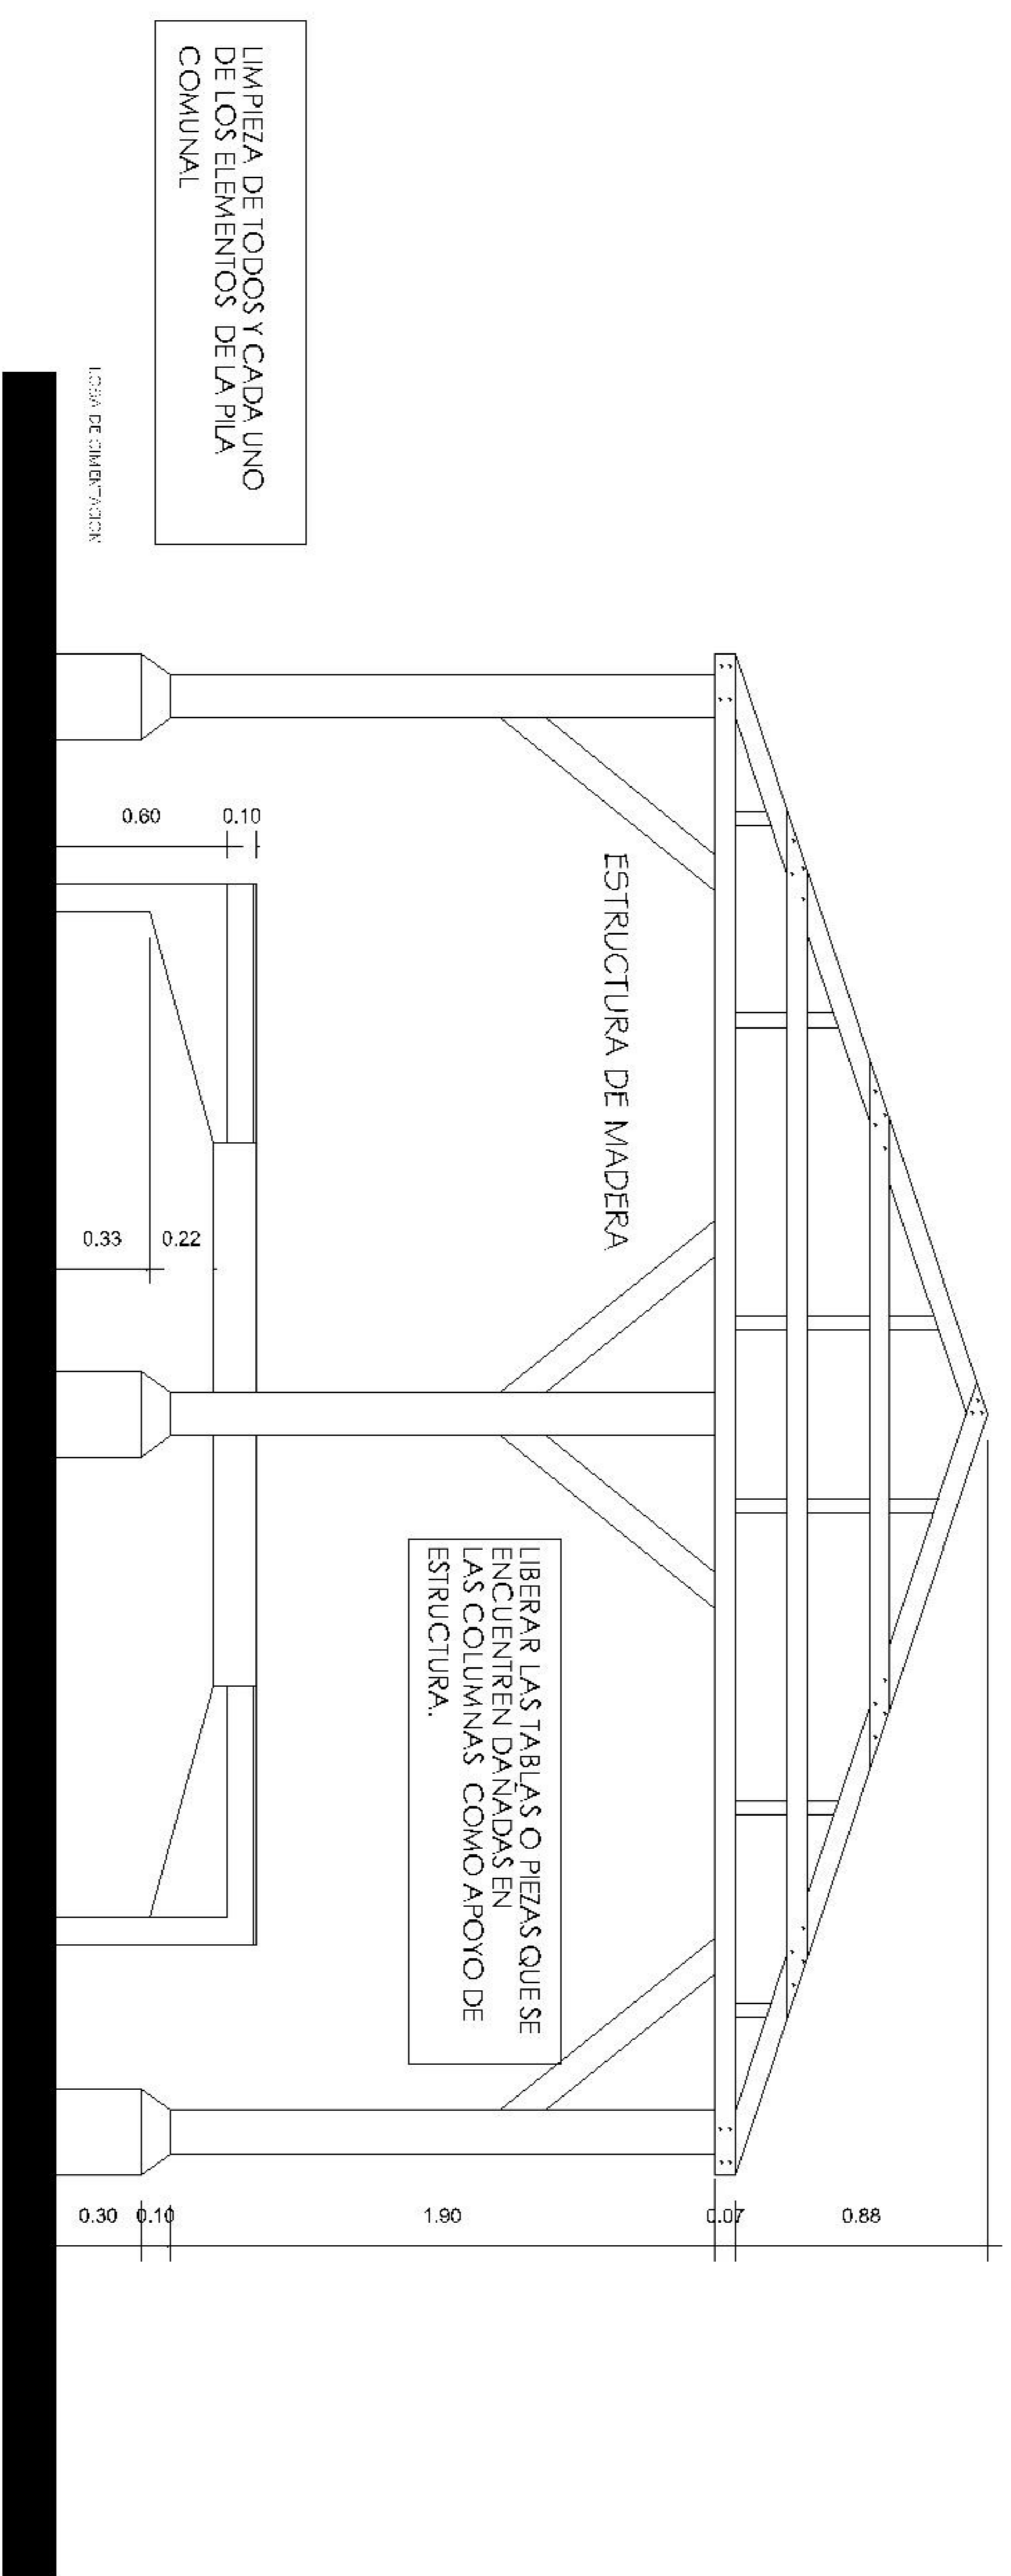 LIMPIEZA DE TODOS Y CADA UNO
DE LOS ELEMENTOS DE LA PILA
COMUNAL
LOSA DE CIMENTACION
ESTRUCTURA DE MADERA
LIBERAR LAS TABLAS O PIEZAS QUE SE
ENCUENTREN DAÑADAS EN
LAS COLUMNAS COMO APOYO DE
ESTRUCTURA.
0.60
0.10
0.33
0.22
0.30
0.10
1.90
0.07
0.88